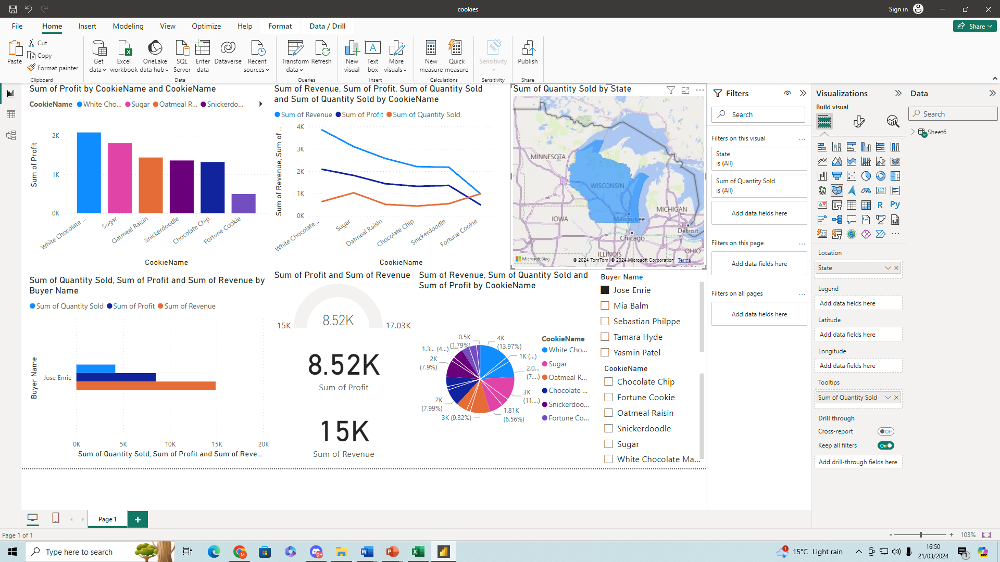 cookies
Sign in
File Home Insert Modeling View Optimize Help Format Data / Drill
Share
Paste
Cut
Copy
Format painter
Clipboard
Get data
Excel workbook
OneLake data hub
SQL Server
Enter data
Dataverse
Recent sources
Data
Transform data
Refresh
Queries
New visual
Text box
More visuals
Insert
New measure
Quick measure
Calculations
Sensitivity
Sensitivity
Publish
Share
Sum of Profit by CookieName and CookieName
CookieName White Cho... Sugar Oatmeal R... Snickerdo...
Sum of Profit
2K
1K
0K
White Chocolate ...
Sugar
Oatmeal Raisin
Snickerdoodle
Chocolate Chip
Fortune Cookie
CookieName
Sum of Revenue, Sum of Profit, Sum of Quantity Sold
and Sum of Quantity Sold by CookieName
Sum of Revenue Sum of Profit Sum of Quantity Sold
Sum of Revenue, Sum of ...
4K
3K
2K
1K
0K
White Chocolate...
Sugar
Oatmeal Raisin
Chocolate Chip
Snickerdoodle
Fortune Cookie
CookieName
Sum of Quantity Sold by State
MINNESOTA
WISCONSIN
MICHIGAN
IOWA
Milwaukee
Detroit
Chicago
ILLINOIS
OHIO
Microsoft Bing
© 2024 TomTom, © 2024 Microsoft Corporation Terms
Sum of Quantity Sold, Sum of Profit and Sum of Revenue by
Buyer Name
Sum of Quantity Sold Sum of Profit Sum of Revenue
Buyer Name
Jose Enrie
0K 5K 10K 15K 20K
Sum of Quantity Sold, Sum of Profit and Sum of Reve...
Sum of Profit and Sum of Revenue
8.52K
15K
17.03K
8.52K
Sum of Profit
15K
Sum of Revenue
Sum of Revenue, Sum of Quantity Sold and
Sum of Profit by CookieName
4K
(13.97%)
1K (...)
2.0...
(7....)
3K
(11....)
1.81K
(6.56%)
3K (9.32%)
2K
(7.99%)
2K
(7.9%)
1.3... (4...)
0.5K
(1.79%)
CookieName
White Cho...
Sugar
Oatmeal R...
Chocolate ...
Snickerdoo...
Fortune Co...
Buyer Name
Jose Enrie
Mia Balm
Sebastian Philppe
Tamara Hyde
Yasmin Patel
CookieName
Chocolate Chip
Fortune Cookie
Oatmeal Raisin
Snickerdoodle
Sugar
White Chocolate Ma...
Filters
Search
Filters on this visual ...
State
is (All)
Sum of Quantity Sold
is (All)
Add data fields here
Filters on this page ...
Add data fields here
Filters on all pages ...
Add data fields here
Visualizations
Build visual
123
R
Py
123
...
Location
State
Legend
Add data fields here
Latitude
Add data fields here
Longitude
Add data fields here
Tooltips
Sum of Quantity Sold
Drill through
Cross-report Off
Keep all filters On
Add drill-through fields here
Data
Search
Sheet6
Page 1
Page 1 of 1
- + 103%
Type here to search
M
9+
1
15°C Light rain
16:50
21/03/2024
1
PRE